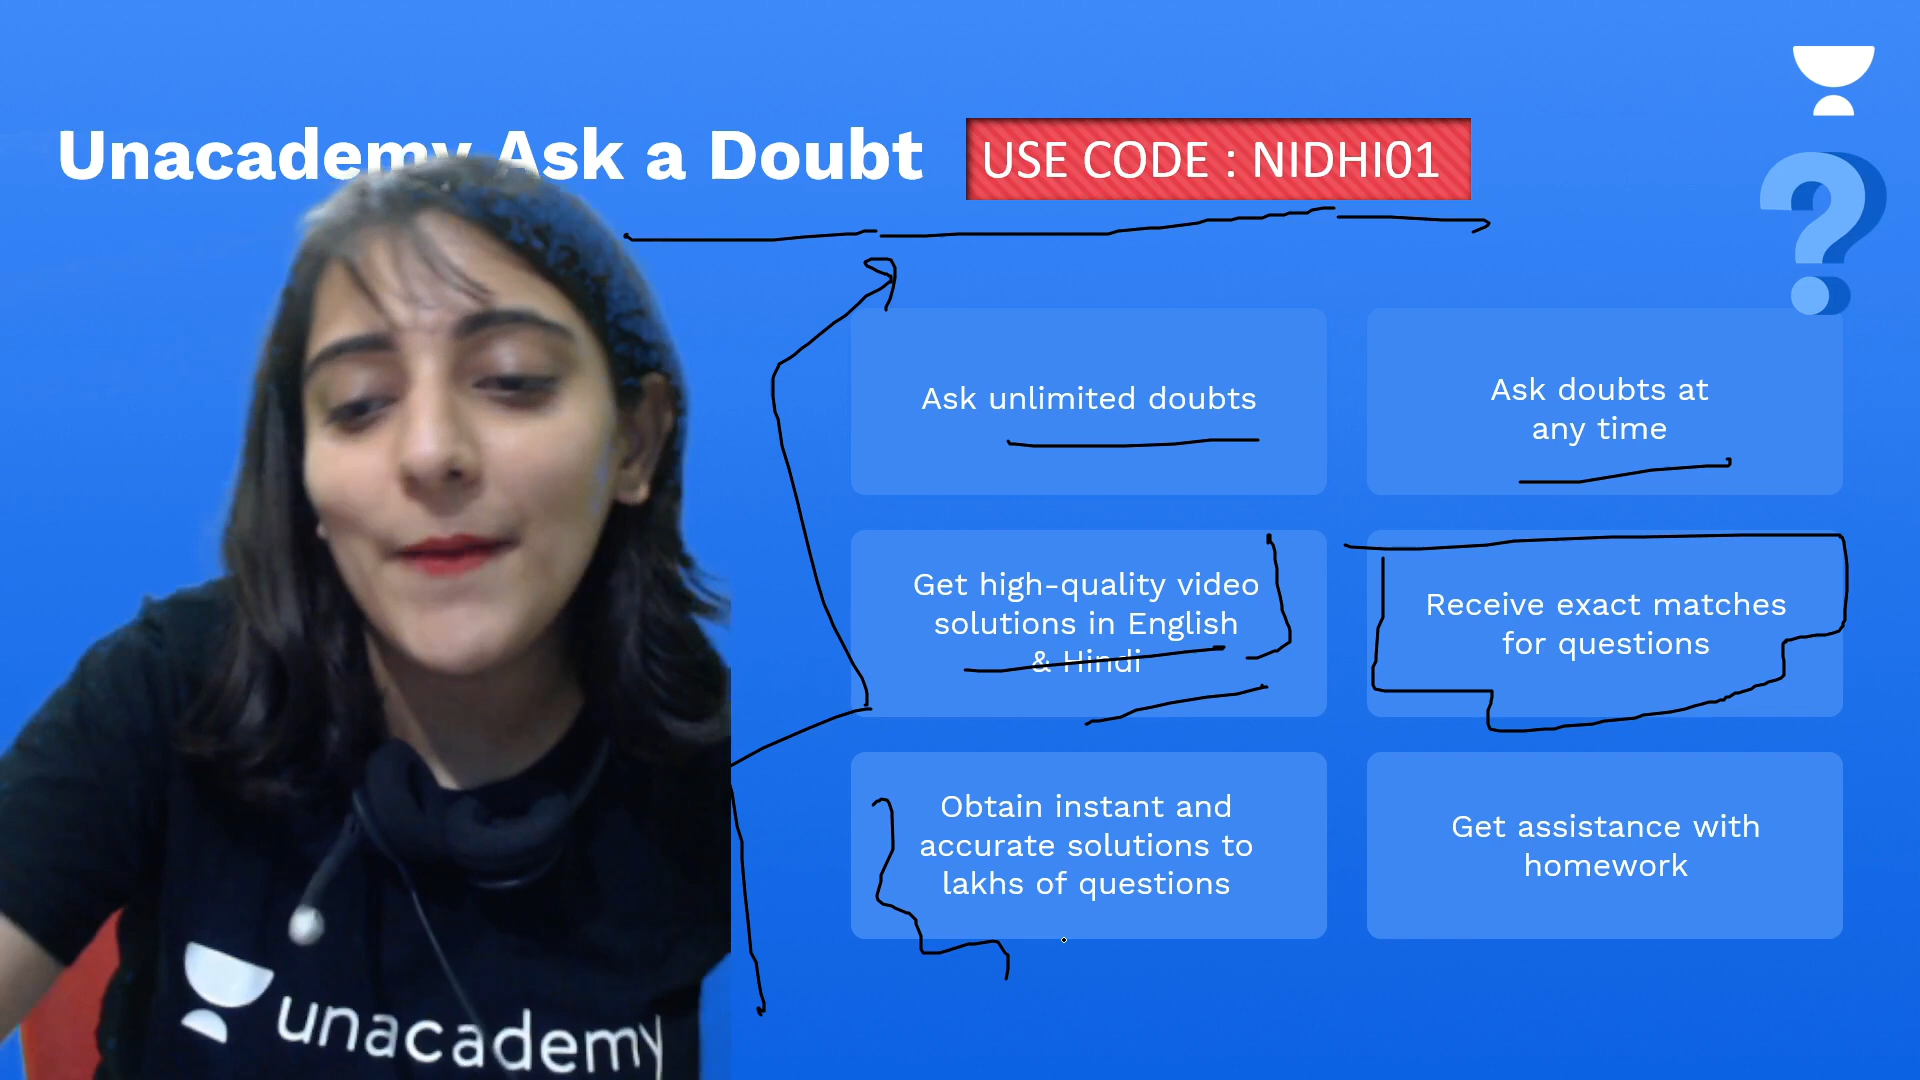 Unacademy Ask a Doubt
USE CODE : NIDHI01
Ask unlimited doubts
Ask doubts at
any time
Get high-quality video
solutions in English
& Hindi
Receive exact matches
for questions
Obtain instant and
accurate solutions to
lakhs of questions
Get assistance with
homework
unacademy